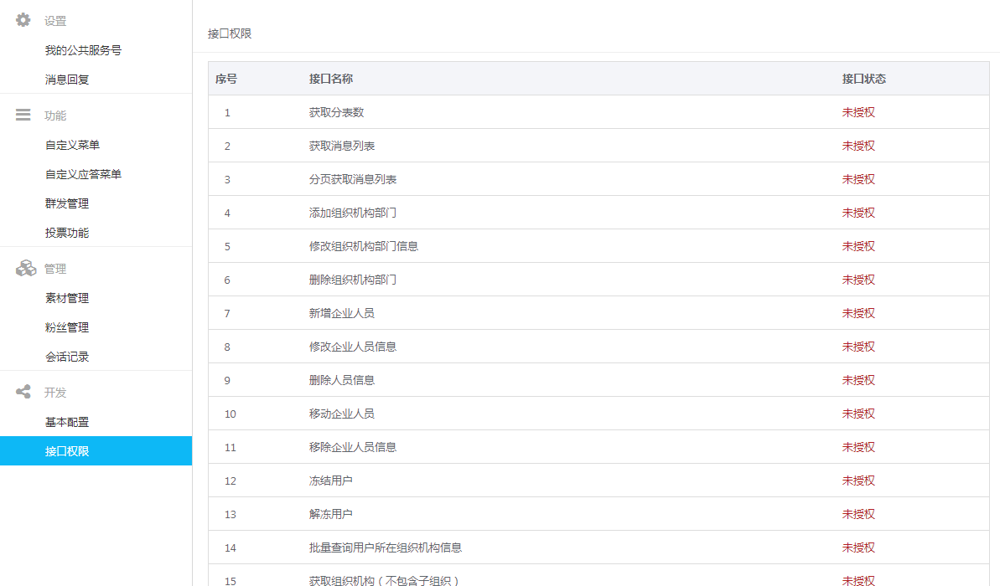 设置
我的公共服务号
消息回复
功能
自定义菜单
自定义应答菜单
群发管理
投票功能
管理
素材管理
粉丝管理
会话记录
开发
基本配置
接口权限
接口权限
序号 接口名称 接口状态
1 获取分表数 未授权
2 获取消息列表 未授权
3 分页获取消息列表 未授权
4 添加组织机构部门 未授权
5 修改组织机构部门信息 未授权
6 删除组织机构部门 未授权
7 新增企业人员 未授权
8 修改企业人员信息 未授权
9 删除人员信息 未授权
10 移动企业人员 未授权
11 移除企业人员信息 未授权
12 冻结用户 未授权
13 解冻用户 未授权
14 批量查询用户所在组织机构信息 未授权
15 获取组织机构（不包含子组织） 未授权